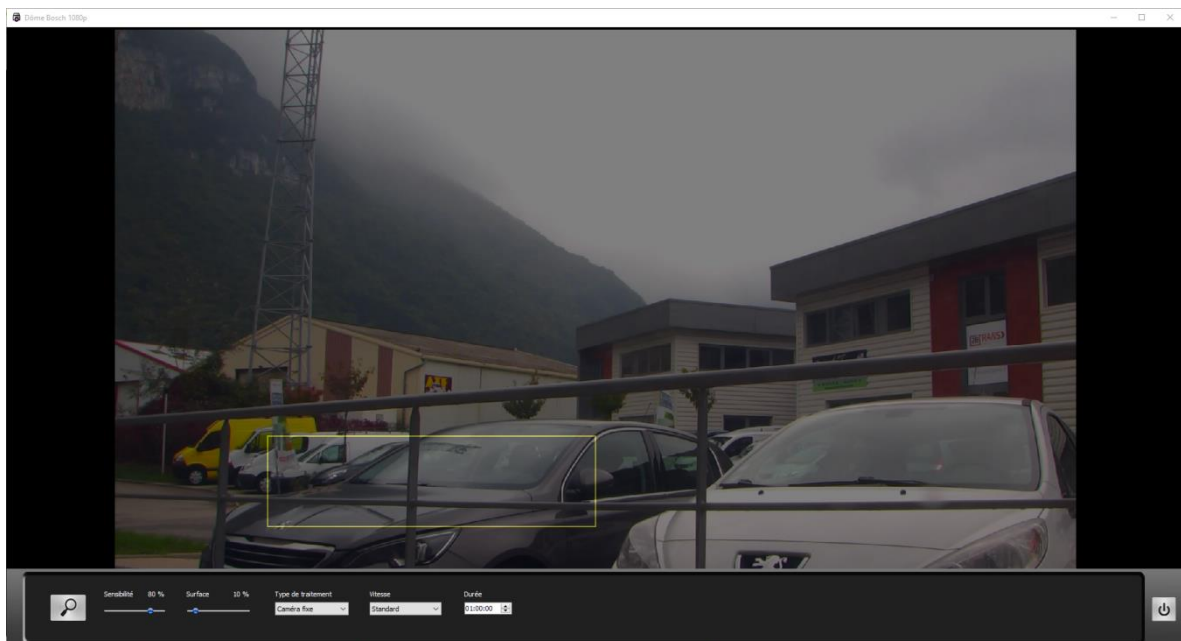 Dôme Bosch 1080p
Sensibilité 80 %
Surface 10 %
Type de traitement
Caméra fixe
Vitesse
Standard
Durée
01:00:00